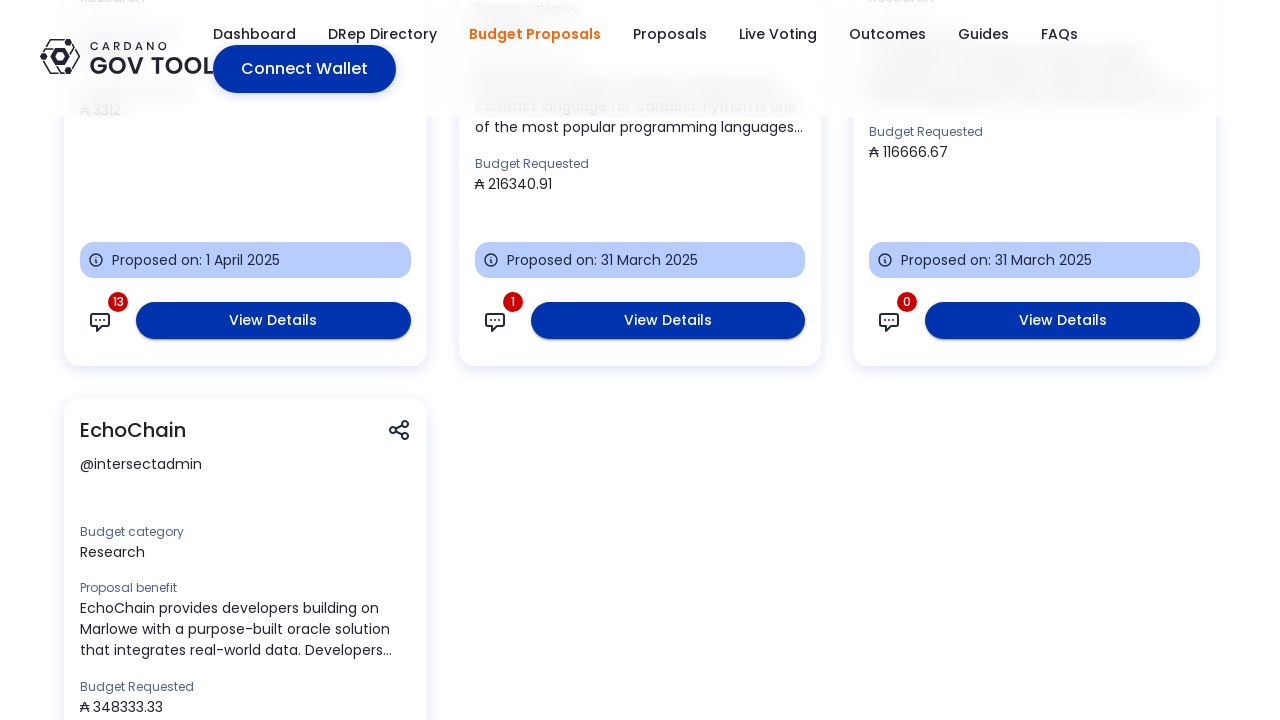 Dashboard
DRep Directory
Budget Proposals
Proposals
Live Voting
Outcomes
Guides
FAQs
CARDANO
GOV TOOL
Connect Wallet
₳ 3312
Proposed on: 1 April 2025
13
View Details
contract language for Cardano. Python is one
of the most popular programming languages...
Budget Requested
₳ 216340.91
Proposed on: 31 March 2025
1
View Details
Budget Requested
₳ 116666.67
Proposed on: 31 March 2025
0
View Details
EchoChain
@intersectadmin
Budget category
Research
Proposal benefit
EchoChain provides developers building on
Marlowe with a purpose-built oracle solution
that integrates real-world data. Developers...
Budget Requested
₳ 348333.33